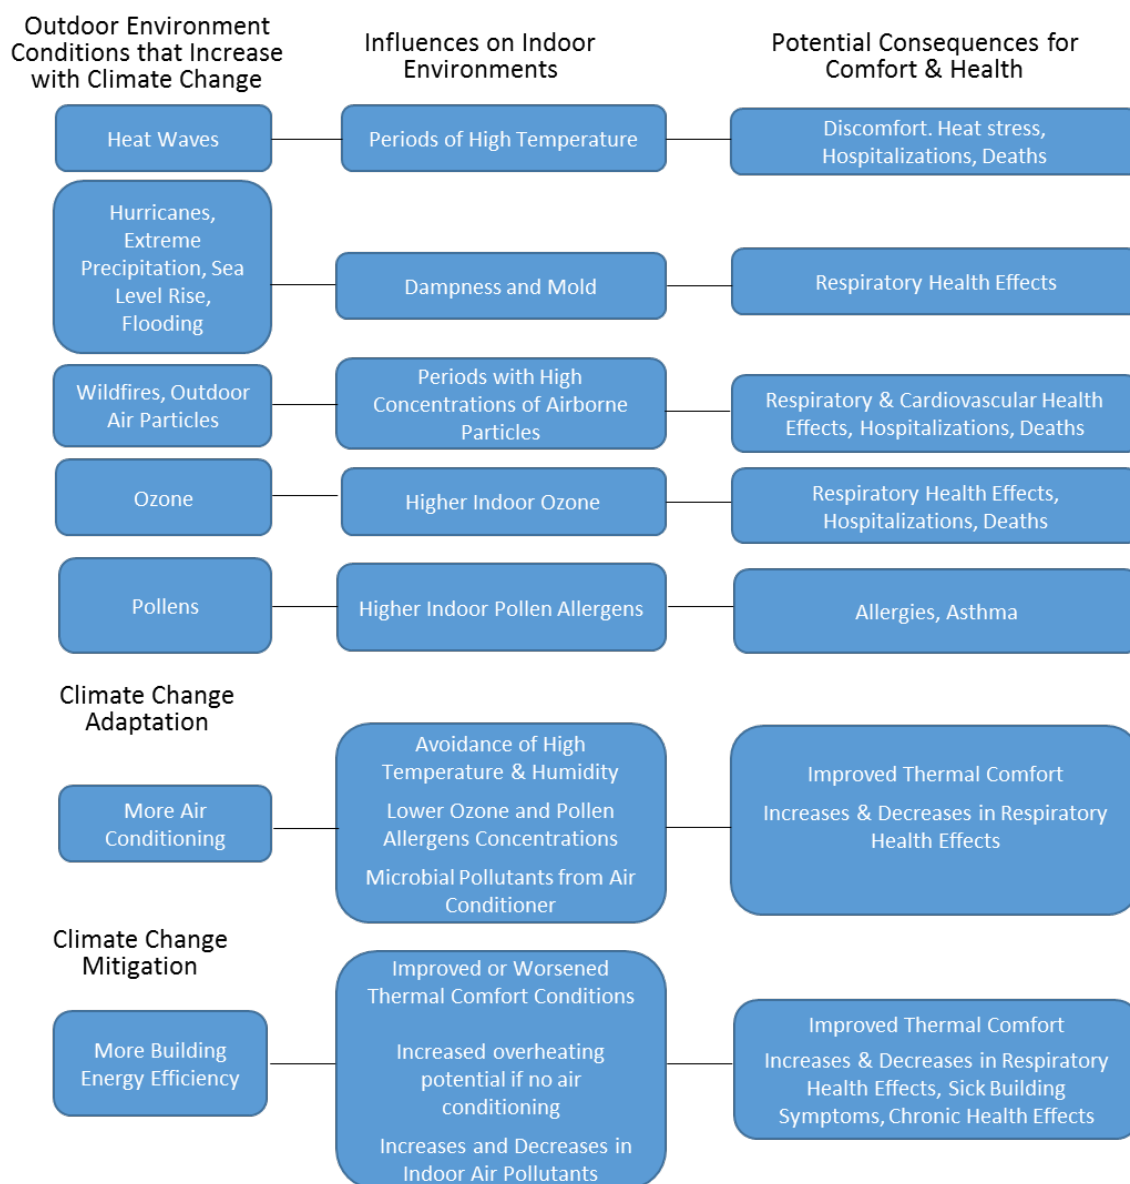 Outdoor Environment
Conditions that Increase
with Climate Change
Influences on Indoor
Environments
Potential Consequences for
Comfort & Health
Heat Waves
Periods of High Temperature
Discomfort. Heat stress,
Hospitalizations, Deaths
Hurricanes,
Extreme
Precipitation, Sea
Level Rise,
Flooding
Dampness and Mold
Respiratory Health Effects
Wildfires, Outdoor
Air Particles
Periods with High
Concentrations of Airborne
Particles
Respiratory & Cardiovascular Health
Effects, Hospitalizations, Deaths
Ozone
Higher Indoor Ozone
Respiratory Health Effects,
Hospitalizations, Deaths
Pollens
Higher Indoor Pollen Allergens
Allergies, Asthma
Climate Change
Adaptation
More Air
Conditioning
Avoidance of High
Temperature & Humidity
Lower Ozone and Pollen
Allergens Concentrations
Microbial Pollutants from Air
Conditioner
Improved Thermal Comfort
Increases & Decreases in Respiratory
Health Effects
Climate Change
Mitigation
More Building
Energy Efficiency
Improved or Worsened
Thermal Comfort Conditions
Increased overheating
potential if no air
conditioning
Increases and Decreases in
Indoor Air Pollutants
Improved Thermal Comfort
Increases & Decreases in Respiratory
Health Effects, Sick Building
Symptoms, Chronic Health Effects